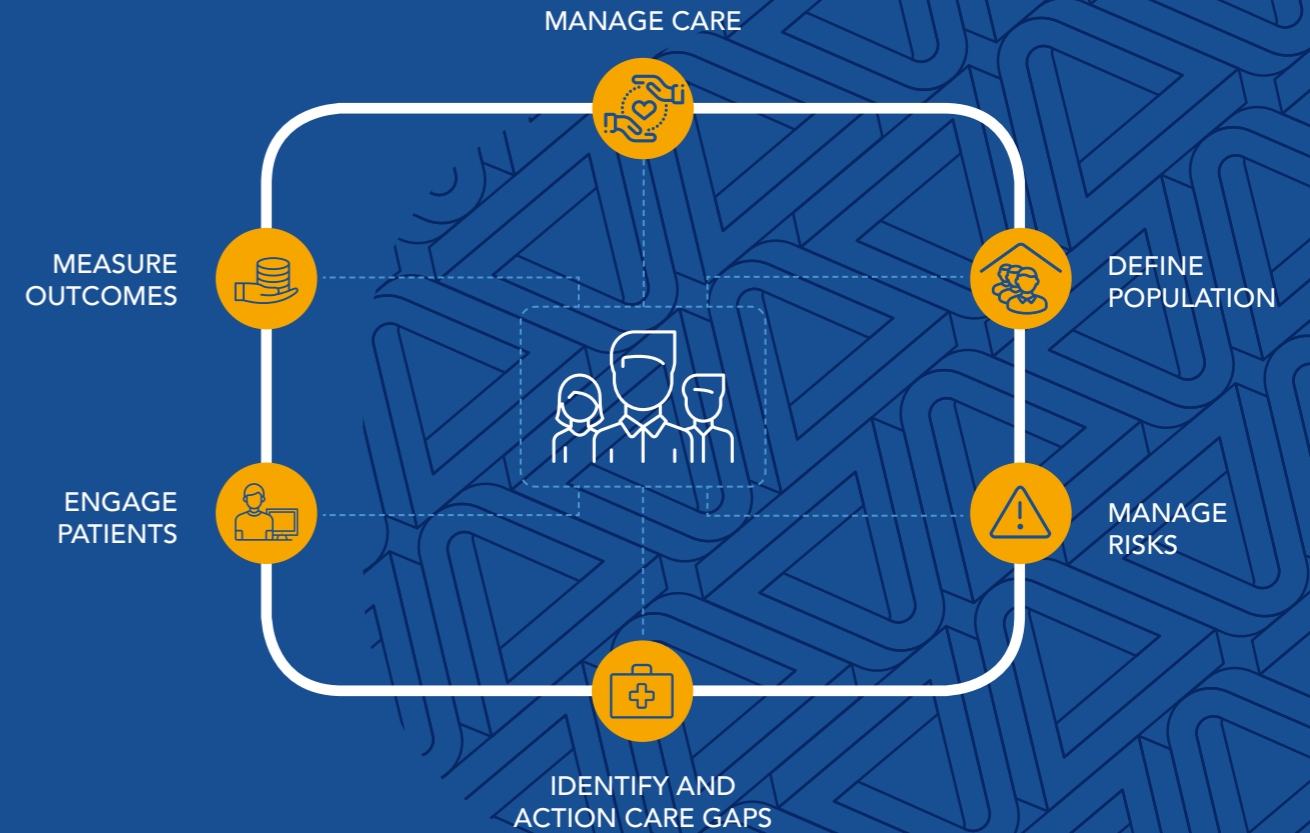 MANAGE CARE
MEASURE
OUTCOMES
DEFINE
POPULATION
ENGAGE
PATIENTS
MANAGE
RISKS
IDENTIFY AND
ACTION CARE GAPS